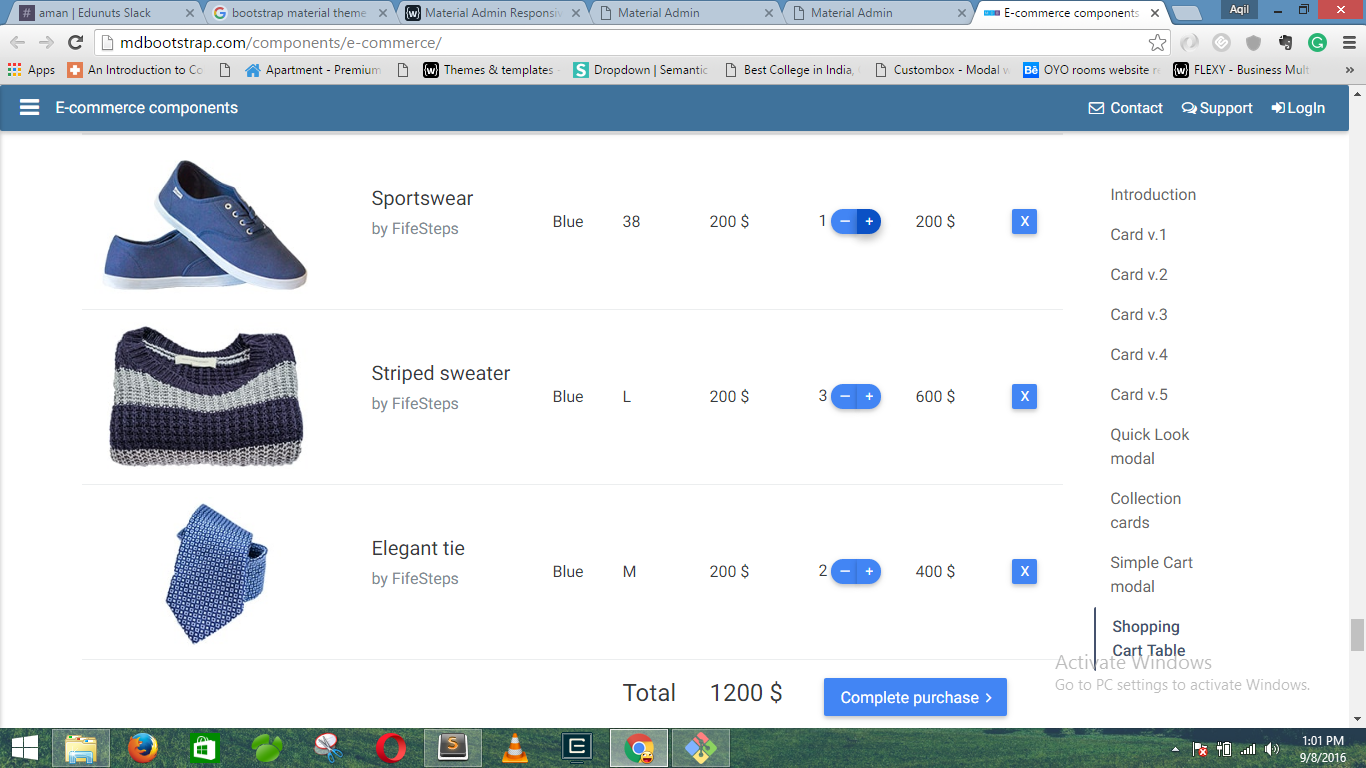 aman | Edunuts Slack
bootstrap material theme
Material Admin Responsiv
Material Admin
Material Admin
E-commerce components
Aqil
mdbootstrap.com/components/e-commerce/
Apps
An Introduction to Co
Apartment - Premium
Themes & templates
Dropdown | Semantic
Best College in India,
Custombox - Modal w
Bē OYO rooms website r
FLEXY - Business Mult
»
E-commerce components
Contact
Support
LogIn
Sportswear
by FifeSteps
Blue 38 200 $ 1 − + 200 $ X
Striped sweater
by FifeSteps
Blue L 200 $ 3 − + 600 $ X
Elegant tie
by FifeSteps
Blue M 200 $ 2 − + 400 $ X
Total 1200 $ Complete purchase
Introduction
Card v.1
Card v.2
Card v.3
Card v.4
Card v.5
Quick Look
modal
Collection
cards
Simple Cart
modal
Shopping
Cart Table
Activate Windows
Go to PC settings to activate Windows.
1:01 PM
9/8/2016